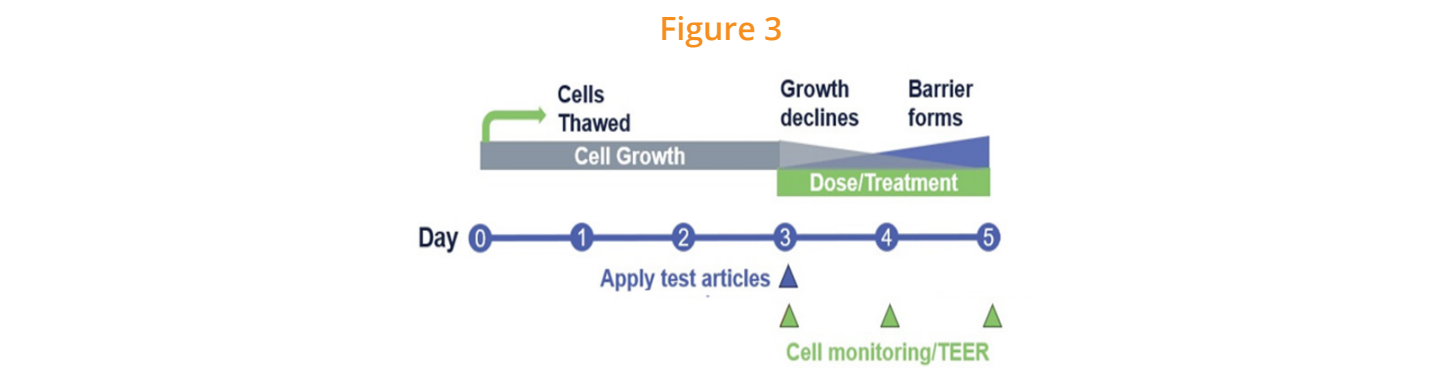 Figure 3
Cells
Thawed
Growth
declines
Barrier
forms
Cell Growth
Dose/Treatment
Day 0 1 2 3 4 5
Apply test articles
Cell monitoring/TEER